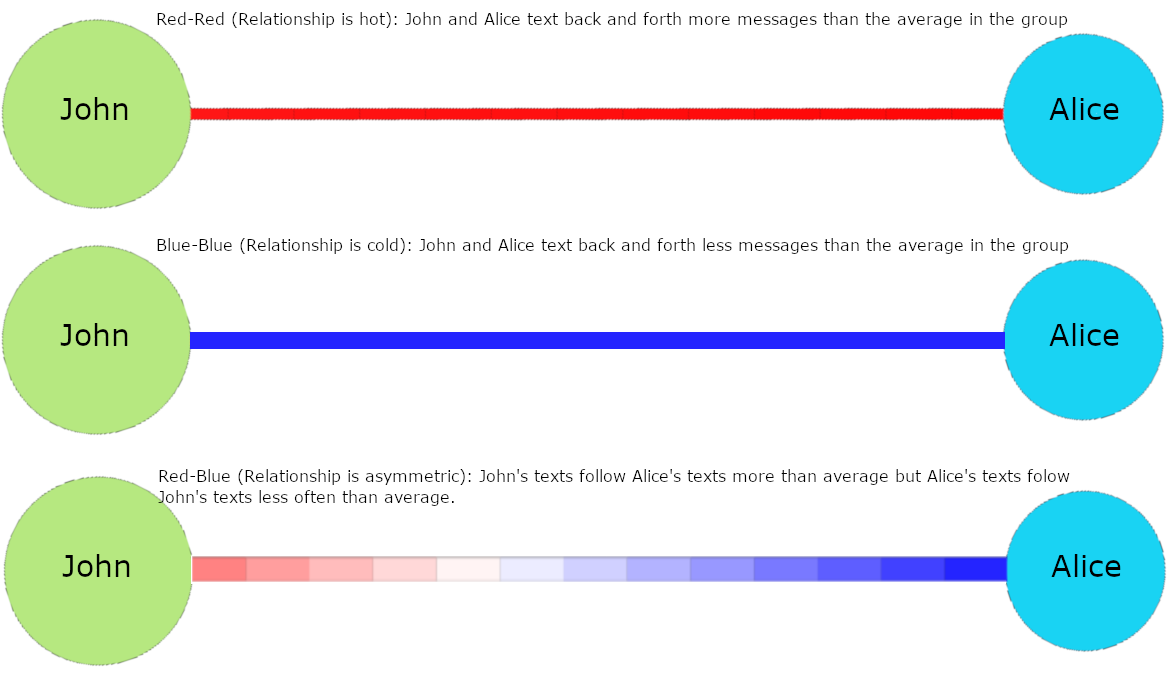 Red-Red (Relationship is hot): John and Alice text back and forth more messages than the average in the group
John
Alice
Blue-Blue (Relationship is cold): John and Alice text back and forth less messages than the average in the group
John
Alice
Red-Blue (Relationship is asymmetric): John's texts follow Alice's texts more than average but Alice's texts folow
John's texts less often than average.
John
Alice